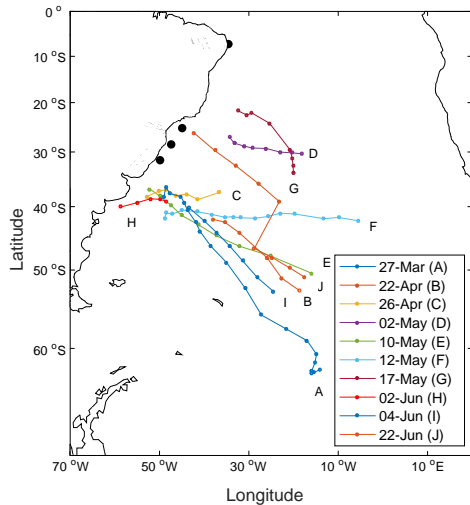 0 °
10 °S
20 °S
30 °S
40 °S
50 °S
60 °S
Latitude
D
G
C
H
F
E
J
I
B
A
27-Mar (A)
22-Apr (B)
26-Apr (C)
02-May (D)
10-May (E)
12-May (F)
17-May (G)
02-Jun (H)
04-Jun (I)
22-Jun (J)
70 °W
50 °W
30 °W
10 °W
10 °E
Longitude